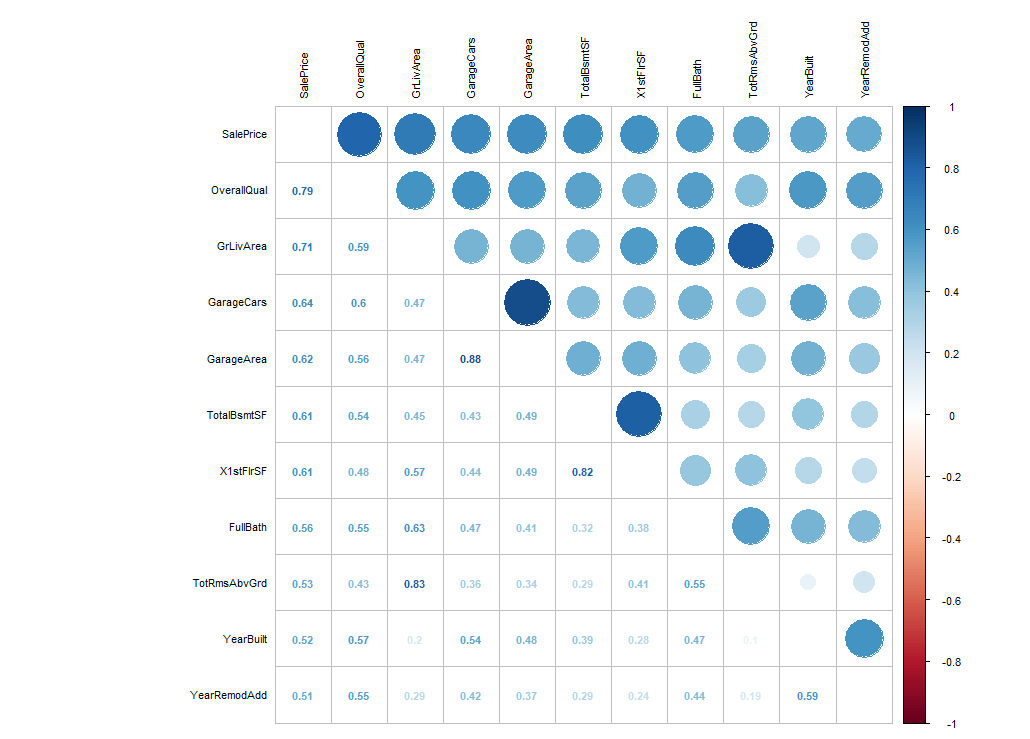 SalePrice OverallQual GrLivArea GarageCars GarageArea TotalBsmtSF X1stFlrSF FullBath TotRmsAbvGrd YearBuilt YearRemodAdd
SalePrice
OverallQual 0.79
GrLivArea 0.71 0.59
GarageCars 0.64 0.6 0.47
GarageArea 0.62 0.56 0.47 0.88
TotalBsmtSF 0.61 0.54 0.45 0.43 0.49
X1stFlrSF 0.61 0.48 0.57 0.44 0.49 0.82
FullBath 0.56 0.55 0.63 0.47 0.41 0.32 0.38
TotRmsAbvGrd 0.53 0.43 0.83 0.36 0.34 0.29 0.41 0.55
YearBuilt 0.52 0.57 0.2 0.54 0.48 0.39 0.28 0.47 0.1
YearRemodAdd 0.51 0.55 0.29 0.42 0.37 0.29 0.24 0.44 0.19 0.59
1
0.8
0.6
0.4
0.2
0
-0.2
-0.4
-0.6
-0.8
-1